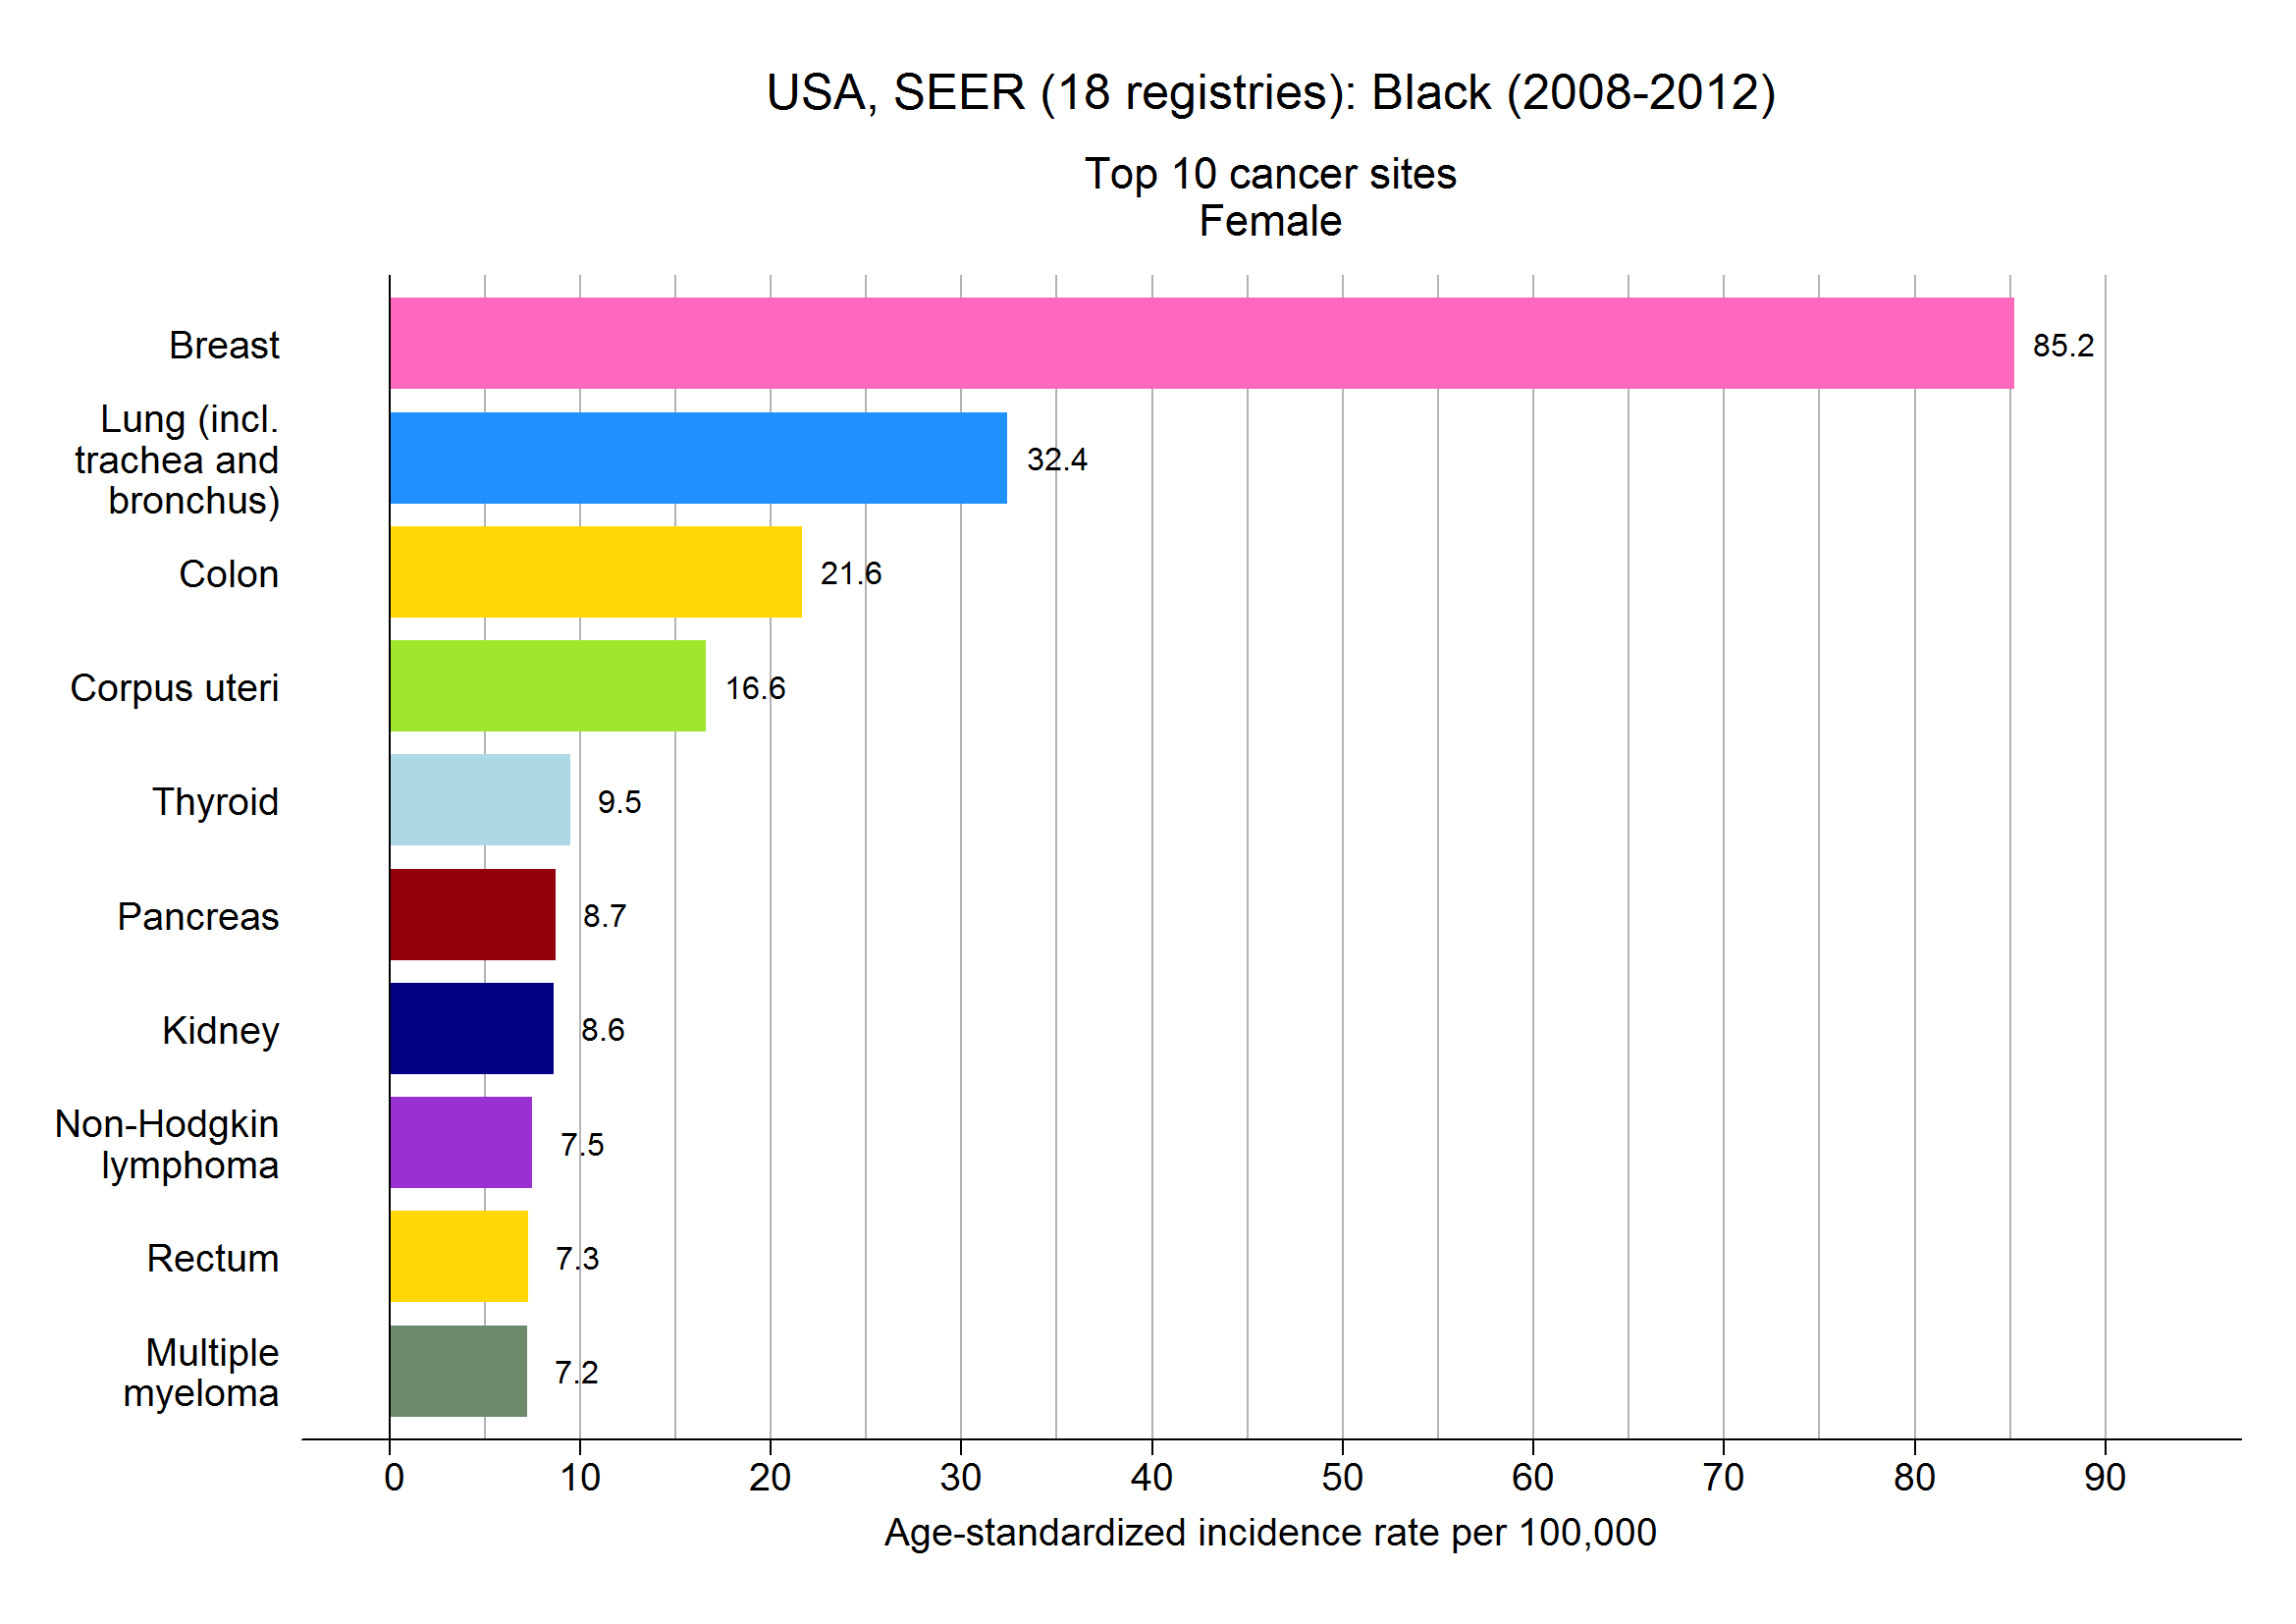 USA, SEER (18 registries): Black (2008-2012)
Top 10 cancer sites
Female
Breast
85.2
Lung (incl.
trachea and
bronchus)
32.4
Colon
21.6
Corpus uteri
16.6
Thyroid
9.5
Pancreas
8.7
Kidney
8.6
Non-Hodgkin
lymphoma
7.5
Rectum
7.3
Multiple
myeloma
7.2
0 10 20 30 40 50 60 70 80 90
Age-standardized incidence rate per 100,000